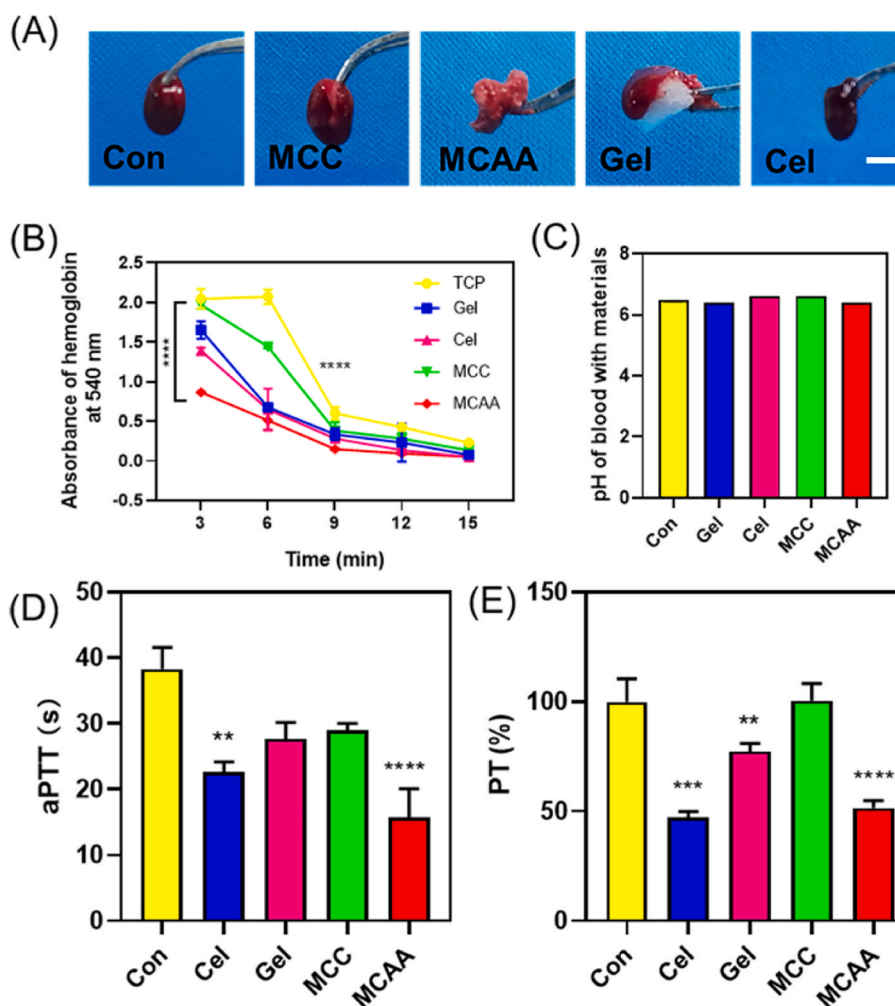 (A)
Con
MCC
MCAA
Gel
Cel
(B)
Absorbance of hemoglobin
at 540 nm
2.5
2.0
1.5
1.0
0.5
0.0
-0.5
****
****
TCP
Gel
Cel
MCC
MCAA
3
6
9
12
15
Time (min)
(C)
pH of blood with materials
8
6
4
2
0
Con
Gel
Cel
MCC
MCAA
(D)
aPTT (s)
50
40
30
20
10
0
**
****
Con
Cel
Gel
MCC
MCAA
(E)
PT (%)
150
100
50
0
***
**
****
Con
Cel
Gel
MCC
MCAA